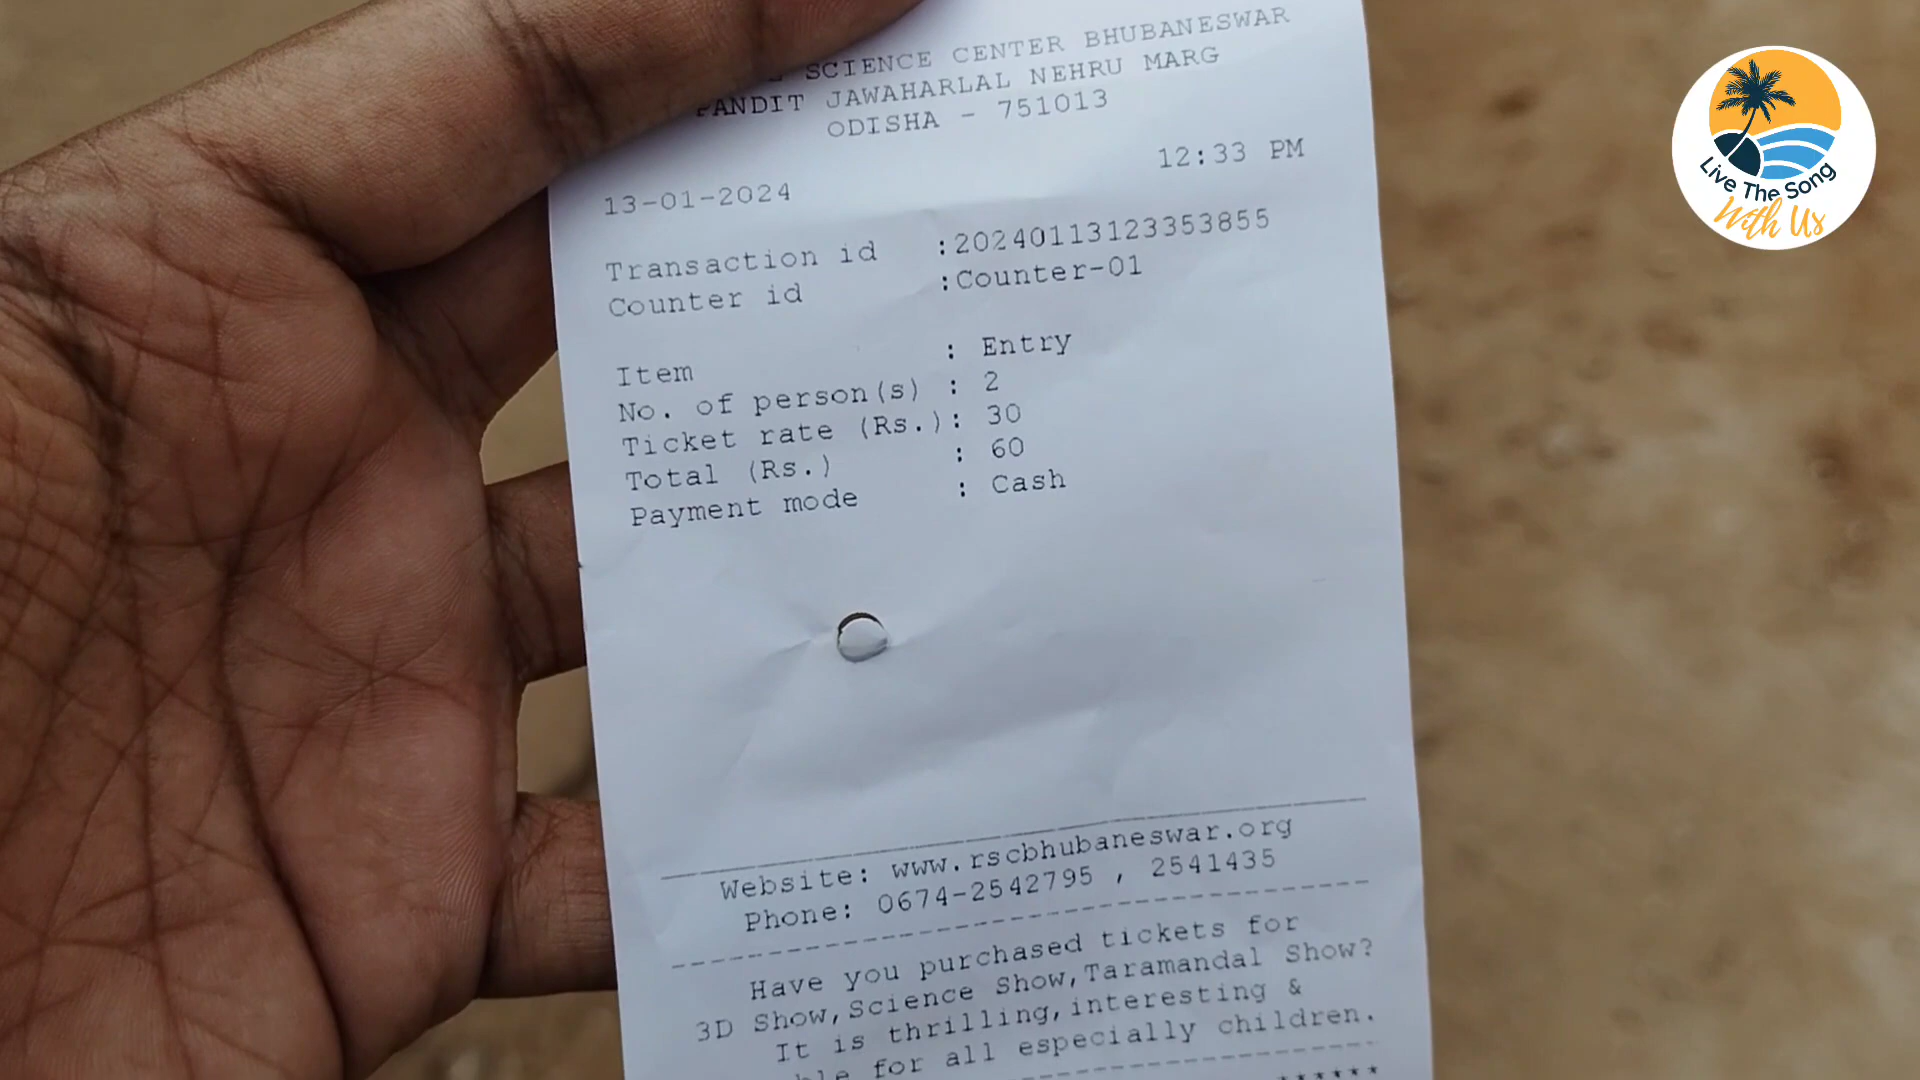 SCIENCE CENTER BHUBANESWAR
PANDIT JAWAHARLAL NEHRU MARG
ODISHA - 751013
13-01-2024 12:33 PM
Transaction id :20240113123353855
Counter id :Counter-01
Item : Entry
No. of person(s) : 2
Ticket rate (Rs.): 30
Total (Rs.) : 60
Payment mode : Cash
Website: www.rscbhubaneswar.org
Phone: 0674-2542795 , 2541435
Have you purchased tickets for
3D Show,Science Show,Taramandal Show?
It is thrilling,interesting &
for all especially children.
******
Live The Song
With Us